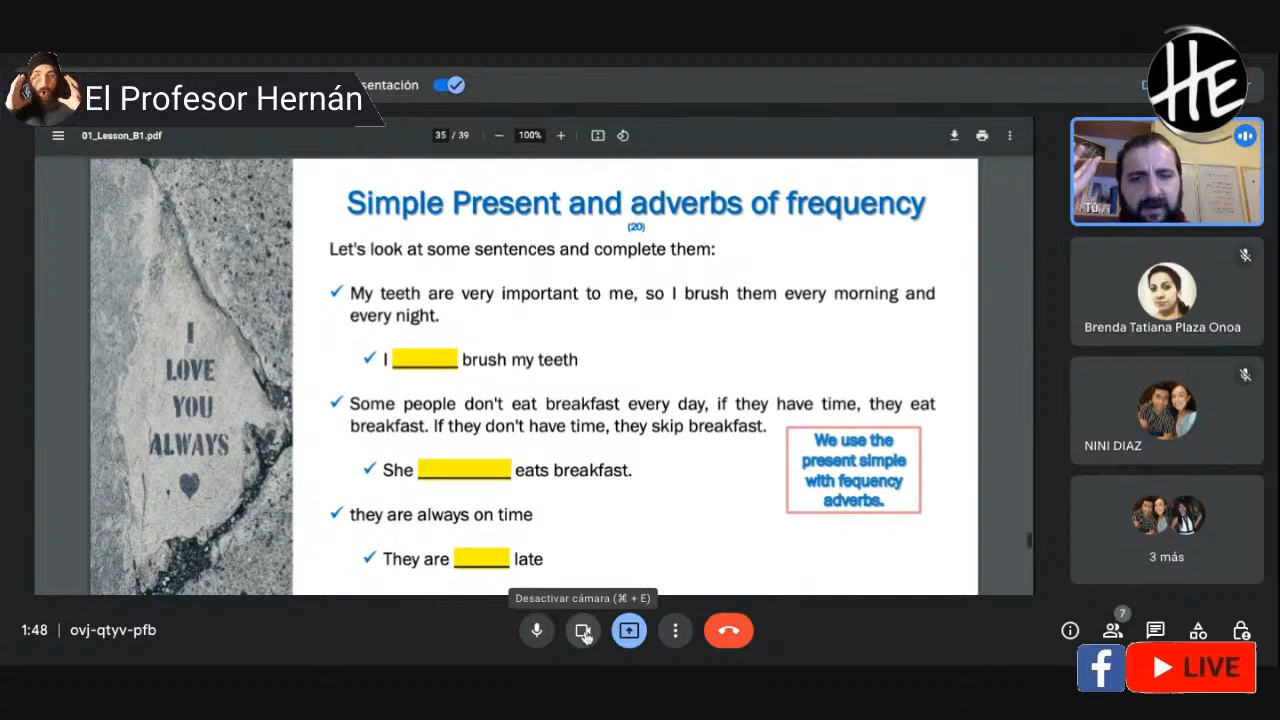 El Profesor Hernán
sentación
HE
01_Lesson_B1.pdf
35 / 39
100%
Simple Present and adverbs of frequency
(20)
Let's look at some sentences and complete them:
My teeth are very important to me, so I brush them every morning and
every night.
I ______ brush my teeth
Some people don't eat breakfast every day, if they have time, they eat
breakfast. If they don't have time, they skip breakfast.
She ______ eats breakfast.
they are always on time
They are ______ late
We use the
present simple
with fequency
adverbs.
I
LOVE
YOU
ALWAYS
Tú
Brenda Tatiana Plaza Onoa
NINI DIAZ
3 más
Desactivar cámara (⌘ + E)
1:48 | ovj-qtyv-pfb
7
f
LIVE